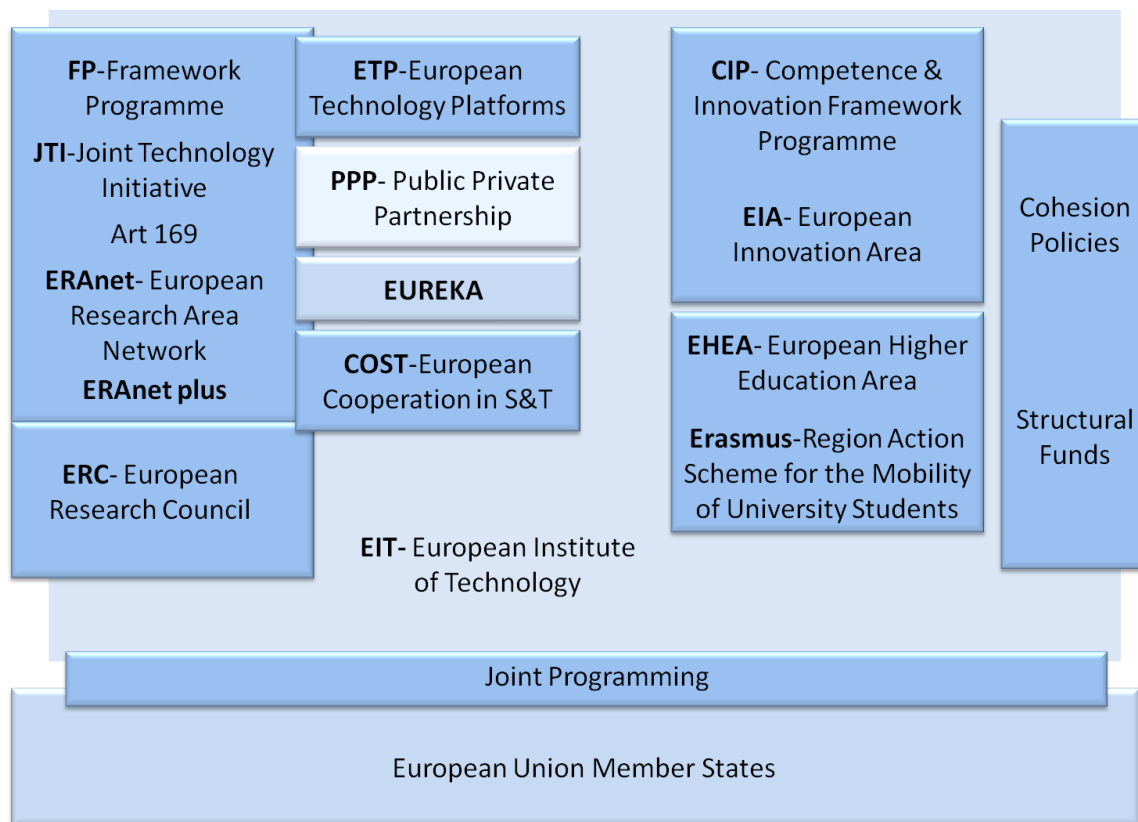 FP-Framework
Programme
JTI-Joint Technology
Initiative
Art 169
ERAnet- European
Research Area
Network
ERAnet plus
ERC- European
Research Council
ETP-European
Technology Platforms
PPP- Public Private
Partnership
EUREKA
COST-European
Cooperation in S&T
EIT- European Institute
of Technology
CIP- Competence &
Innovation Framework
Programme
EIA- European
Innovation Area
EHEA- European Higher
Education Area
Erasmus-Region Action
Scheme for the Mobility
of University Students
Cohesion
Policies
Structural
Funds
Joint Programming
European Union Member States